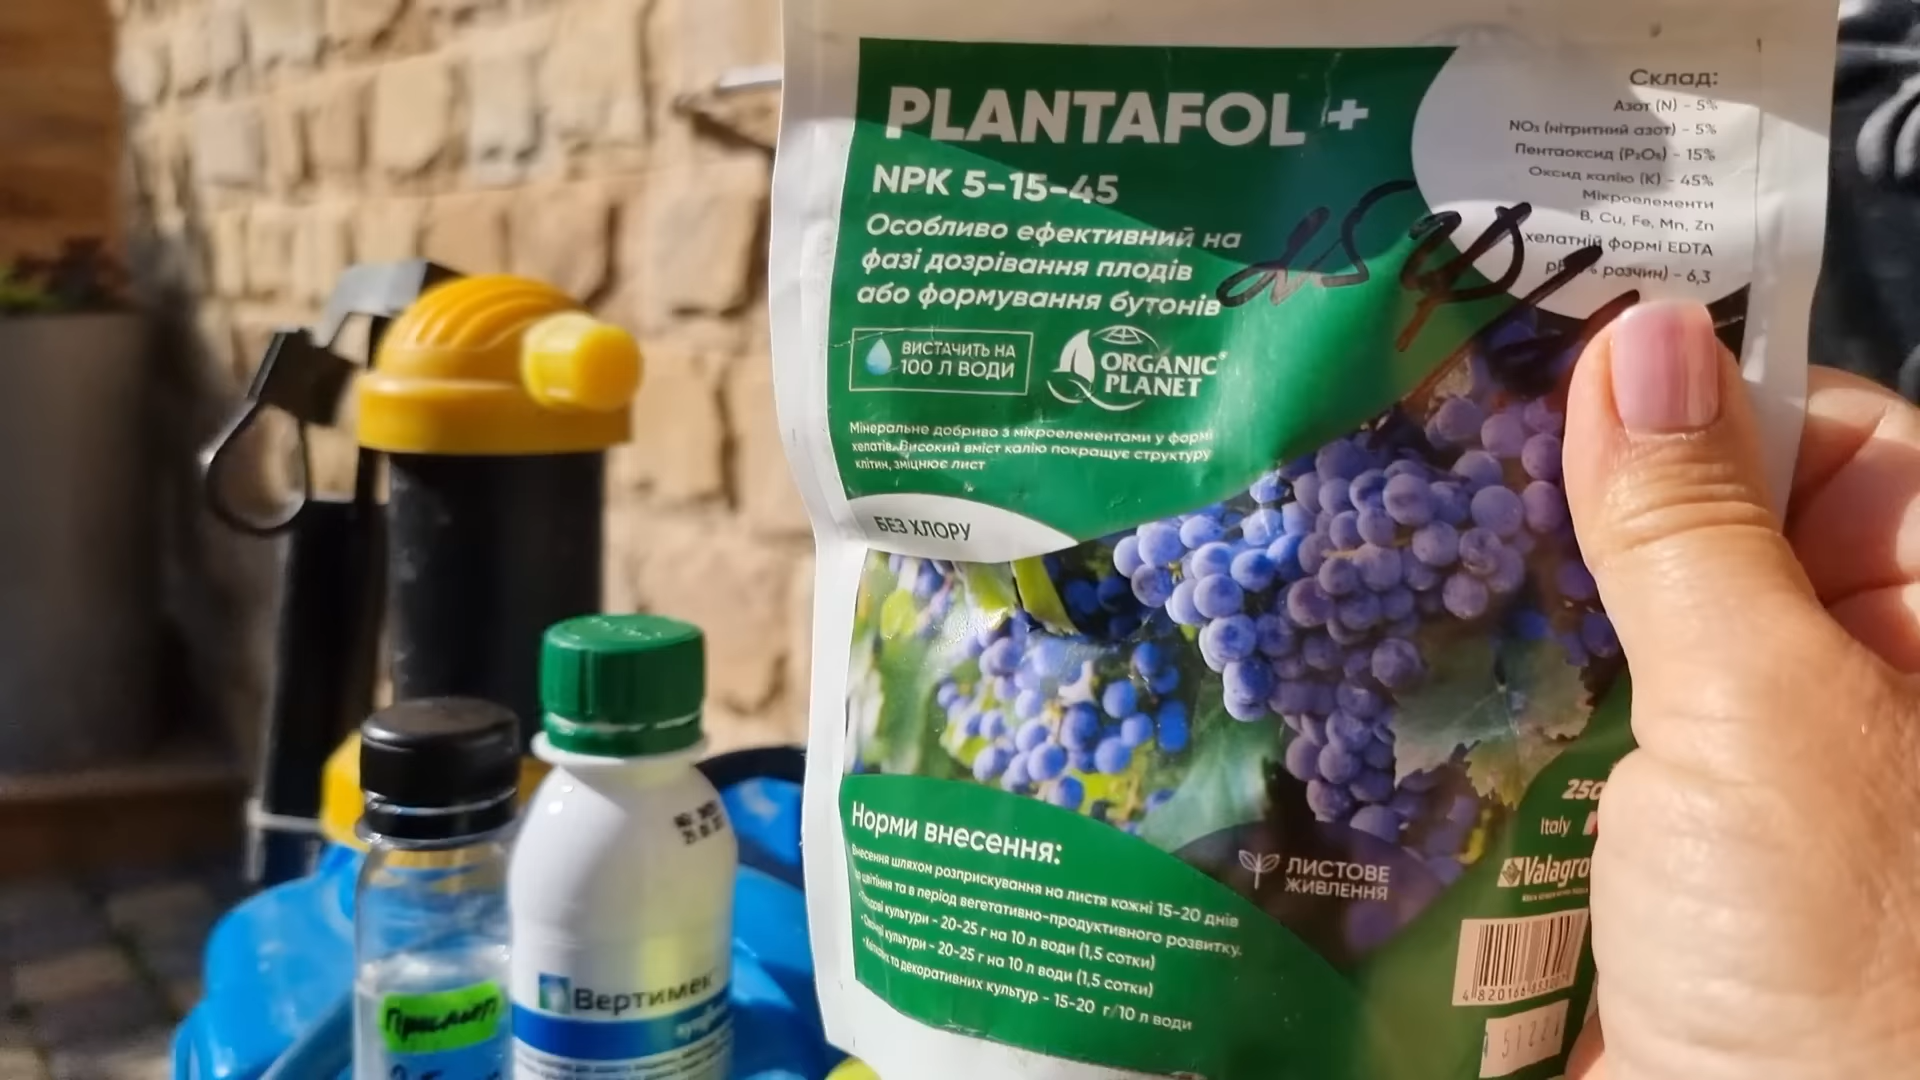 PLANTAFOL +
NPK 5-15-45
Особливо ефективний на
фазі дозрівання плодів
або формування бутонів
ВИСТАЧИТЬ НА
100 Л ВОДИ
ORGANIC
PLANET
Мінеральне добриво з мікроелементами у формі
хелатів. Високий вміст калію покращує структуру
клітин, зміцнює лист
БЕЗ ХЛОРУ
Склад:
Азот (N) - 5%
NO₃ (нітритний азот) - 5%
Пентаоксид (P₂O₅) - 15%
Оксид калію (K) - 45%
Мікроелементи
B, Cu, Fe, Mn, Zn
хелатній формі EDTA
розчин) - 6,3
Норми внесення:
Внесення шляхом розприскування на листя кожні 15-20 днів
цвітіння та в період вегетативно-продуктивного розвитку.
культури - 20-25 г на 10 л води (1,5 сотки)
культури - 20-25 г на 10 л води (1,5 сотки)
та декоративних культур - 15-20 г/10 л води
ЛИСТОВЕ
ЖИВЛЕННЯ
Italy
Valagro
Вертимек